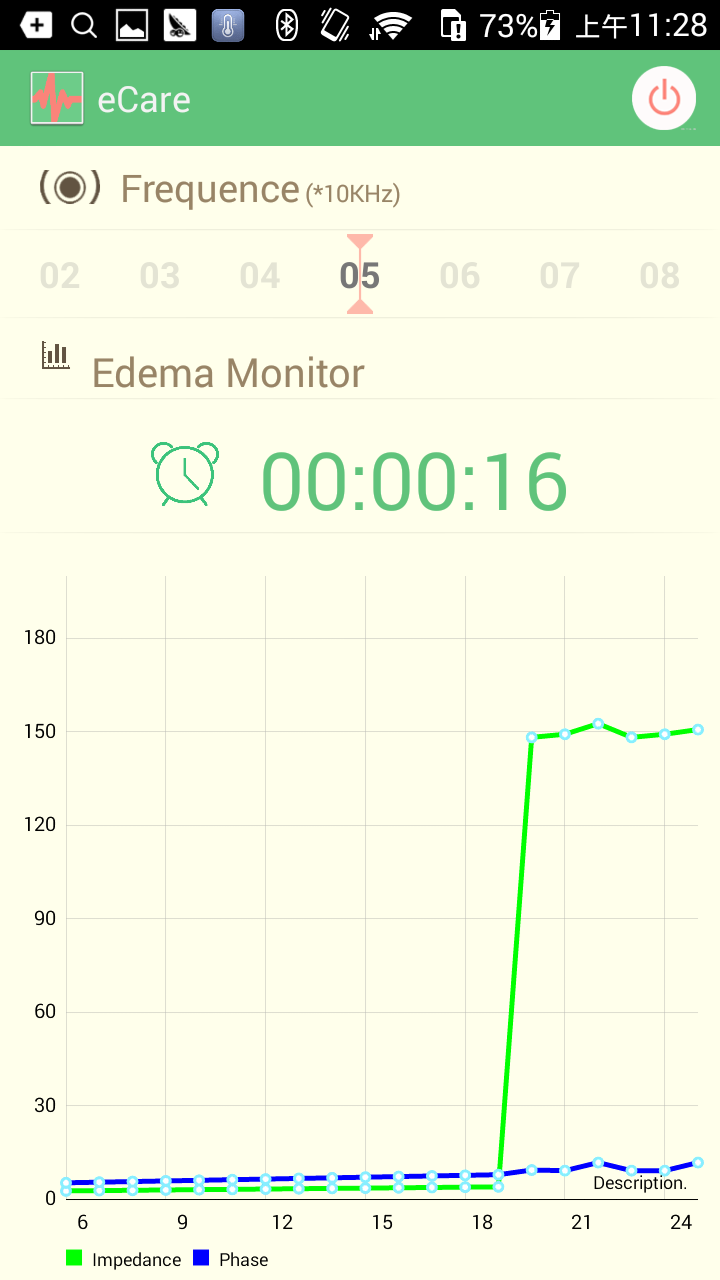 73% 上午11:28
eCare
Frequence (*10KHz)
02 03 04 05 06 07 08
Edema Monitor
00:00:16
180
150
120
90
60
30
Description.
0
6 9 12 15 18 21 24
Impedance Phase